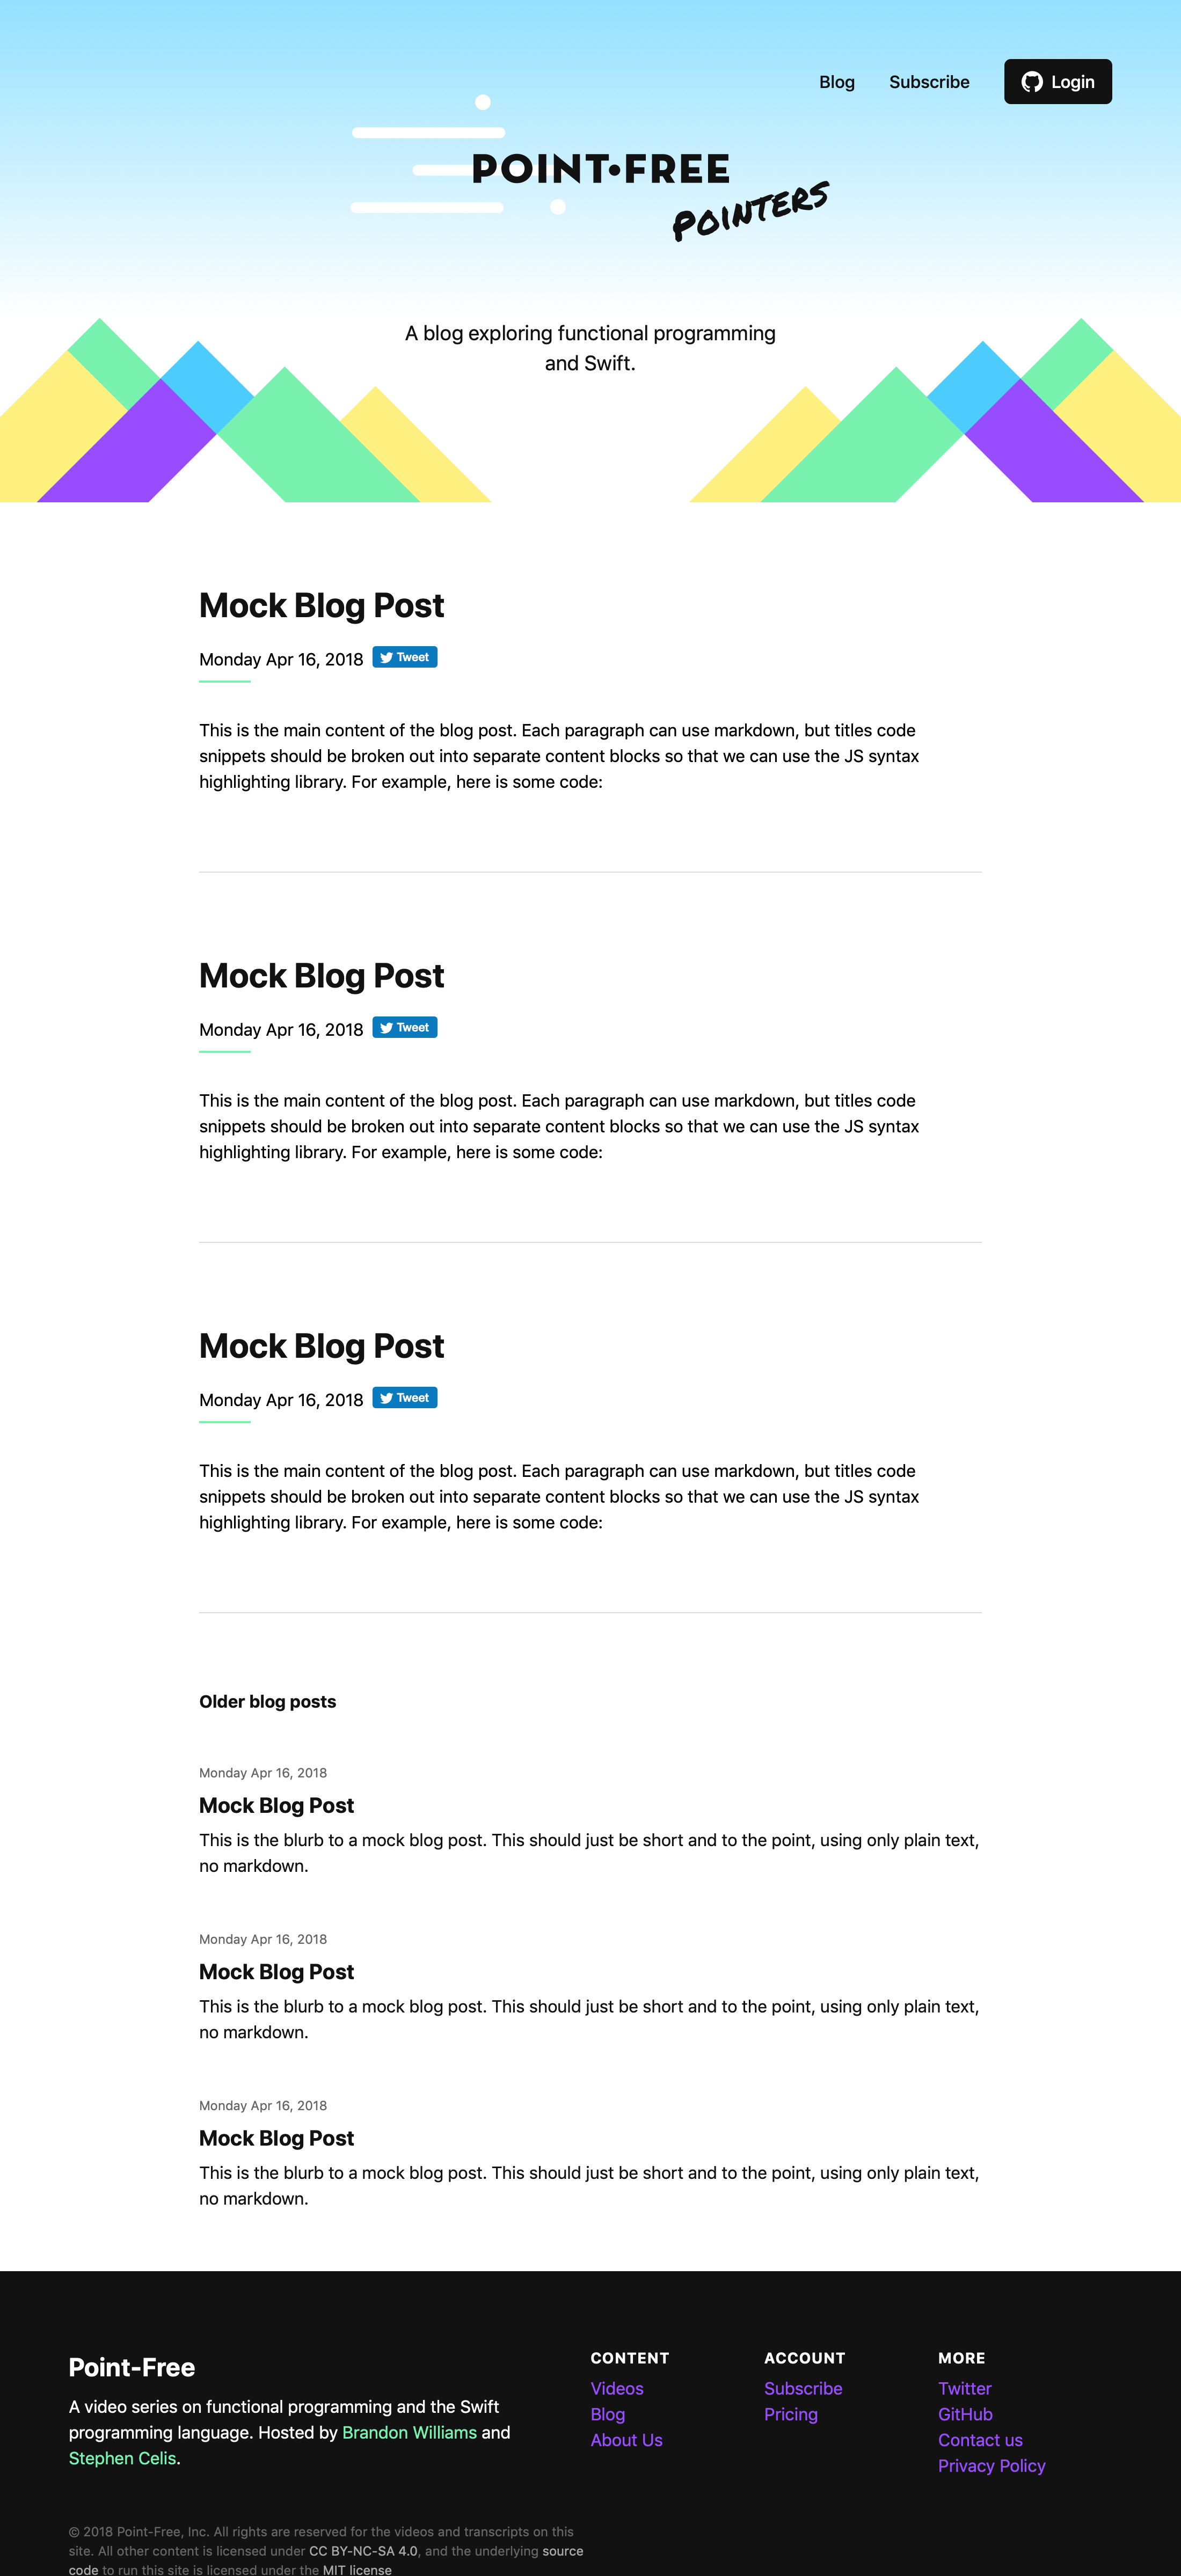 Blog
Subscribe
Login
POINT•FREE
POINTERS
A blog exploring functional programming
and Swift.
Mock Blog Post
Monday Apr 16, 2018 Tweet
This is the main content of the blog post. Each paragraph can use markdown, but titles code
snippets should be broken out into separate content blocks so that we can use the JS syntax
highlighting library. For example, here is some code:
Mock Blog Post
Monday Apr 16, 2018 Tweet
This is the main content of the blog post. Each paragraph can use markdown, but titles code
snippets should be broken out into separate content blocks so that we can use the JS syntax
highlighting library. For example, here is some code:
Mock Blog Post
Monday Apr 16, 2018 Tweet
This is the main content of the blog post. Each paragraph can use markdown, but titles code
snippets should be broken out into separate content blocks so that we can use the JS syntax
highlighting library. For example, here is some code:
Older blog posts
Monday Apr 16, 2018
Mock Blog Post
This is the blurb to a mock blog post. This should just be short and to the point, using only plain text,
no markdown.
Monday Apr 16, 2018
Mock Blog Post
This is the blurb to a mock blog post. This should just be short and to the point, using only plain text,
no markdown.
Monday Apr 16, 2018
Mock Blog Post
This is the blurb to a mock blog post. This should just be short and to the point, using only plain text,
no markdown.
Point-Free
A video series on functional programming and the Swift
programming language. Hosted by Brandon Williams and
Stephen Celis.
CONTENT
Videos
Blog
About Us
ACCOUNT
Subscribe
Pricing
MORE
Twitter
GitHub
Contact us
Privacy Policy
© 2018 Point-Free, Inc. All rights are reserved for the videos and transcripts on this
site. All other content is licensed under CC BY-NC-SA 4.0, and the underlying source
code to run this site is licensed under the MIT license